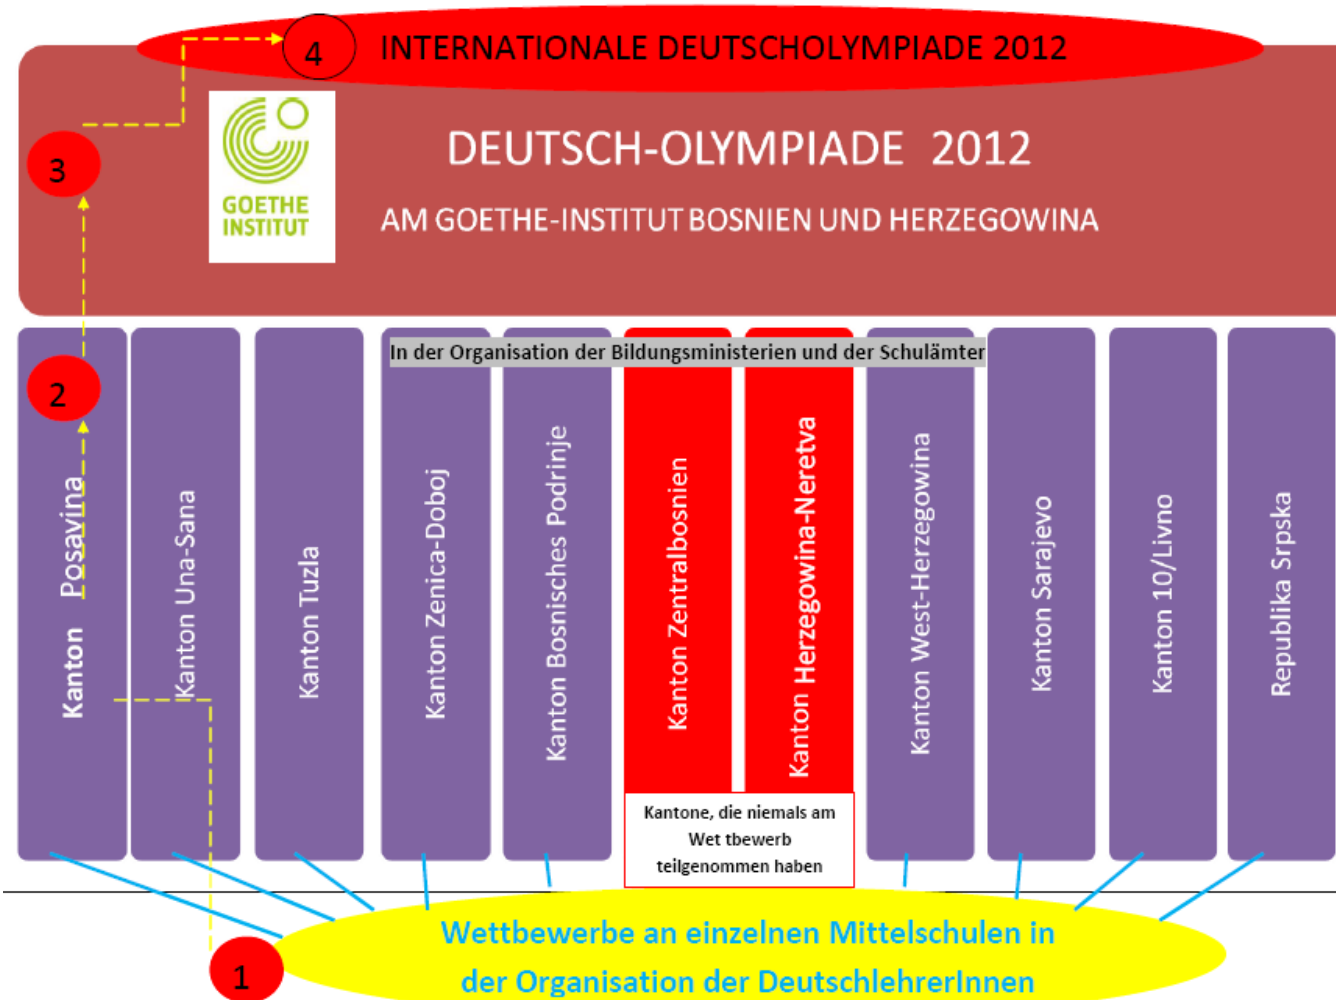 4 INTERNATIONALE DEUTSCHOLYMPIADE 2012
3
GOETHE
INSTITUT
DEUTSCH-OLYMPIADE 2012
AM GOETHE-INSTITUT BOSNIEN UND HERZEGOWINA
In der Organisation der Bildungsministerien und der Schulämter
2
Kanton Posavina
Kanton Una-Sana
Kanton Tuzla
Kanton Zenica-Doboj
Kanton Bosnisches Podrinje
Kanton Zentralbosnien
Kanton Herzegowina-Neretva
Kanton West-Herzegowina
Kanton Sarajevo
Kanton 10/Livno
Republika Srpska
Kantone, die niemals am
Wet tbewerb
teilgenommen haben
1
Wettbewerbe an einzelnen Mittelschulen in
der Organisation der DeutschlehrerInnen